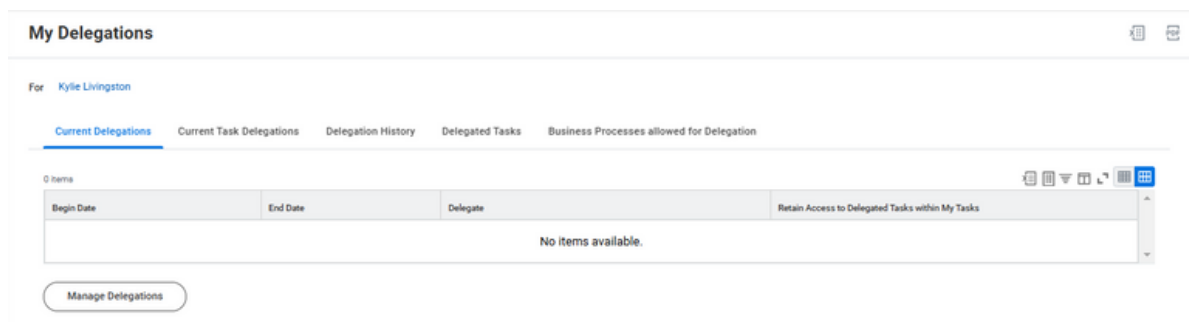 My Delegations
For Kylie Livingston
Current Delegations Current Task Delegations Delegation History Delegated Tasks Business Processes allowed for Delegation
0 items
Begin Date End Date Delegate Retain Access to Delegated Tasks within My Tasks
No items available.
Manage Delegations